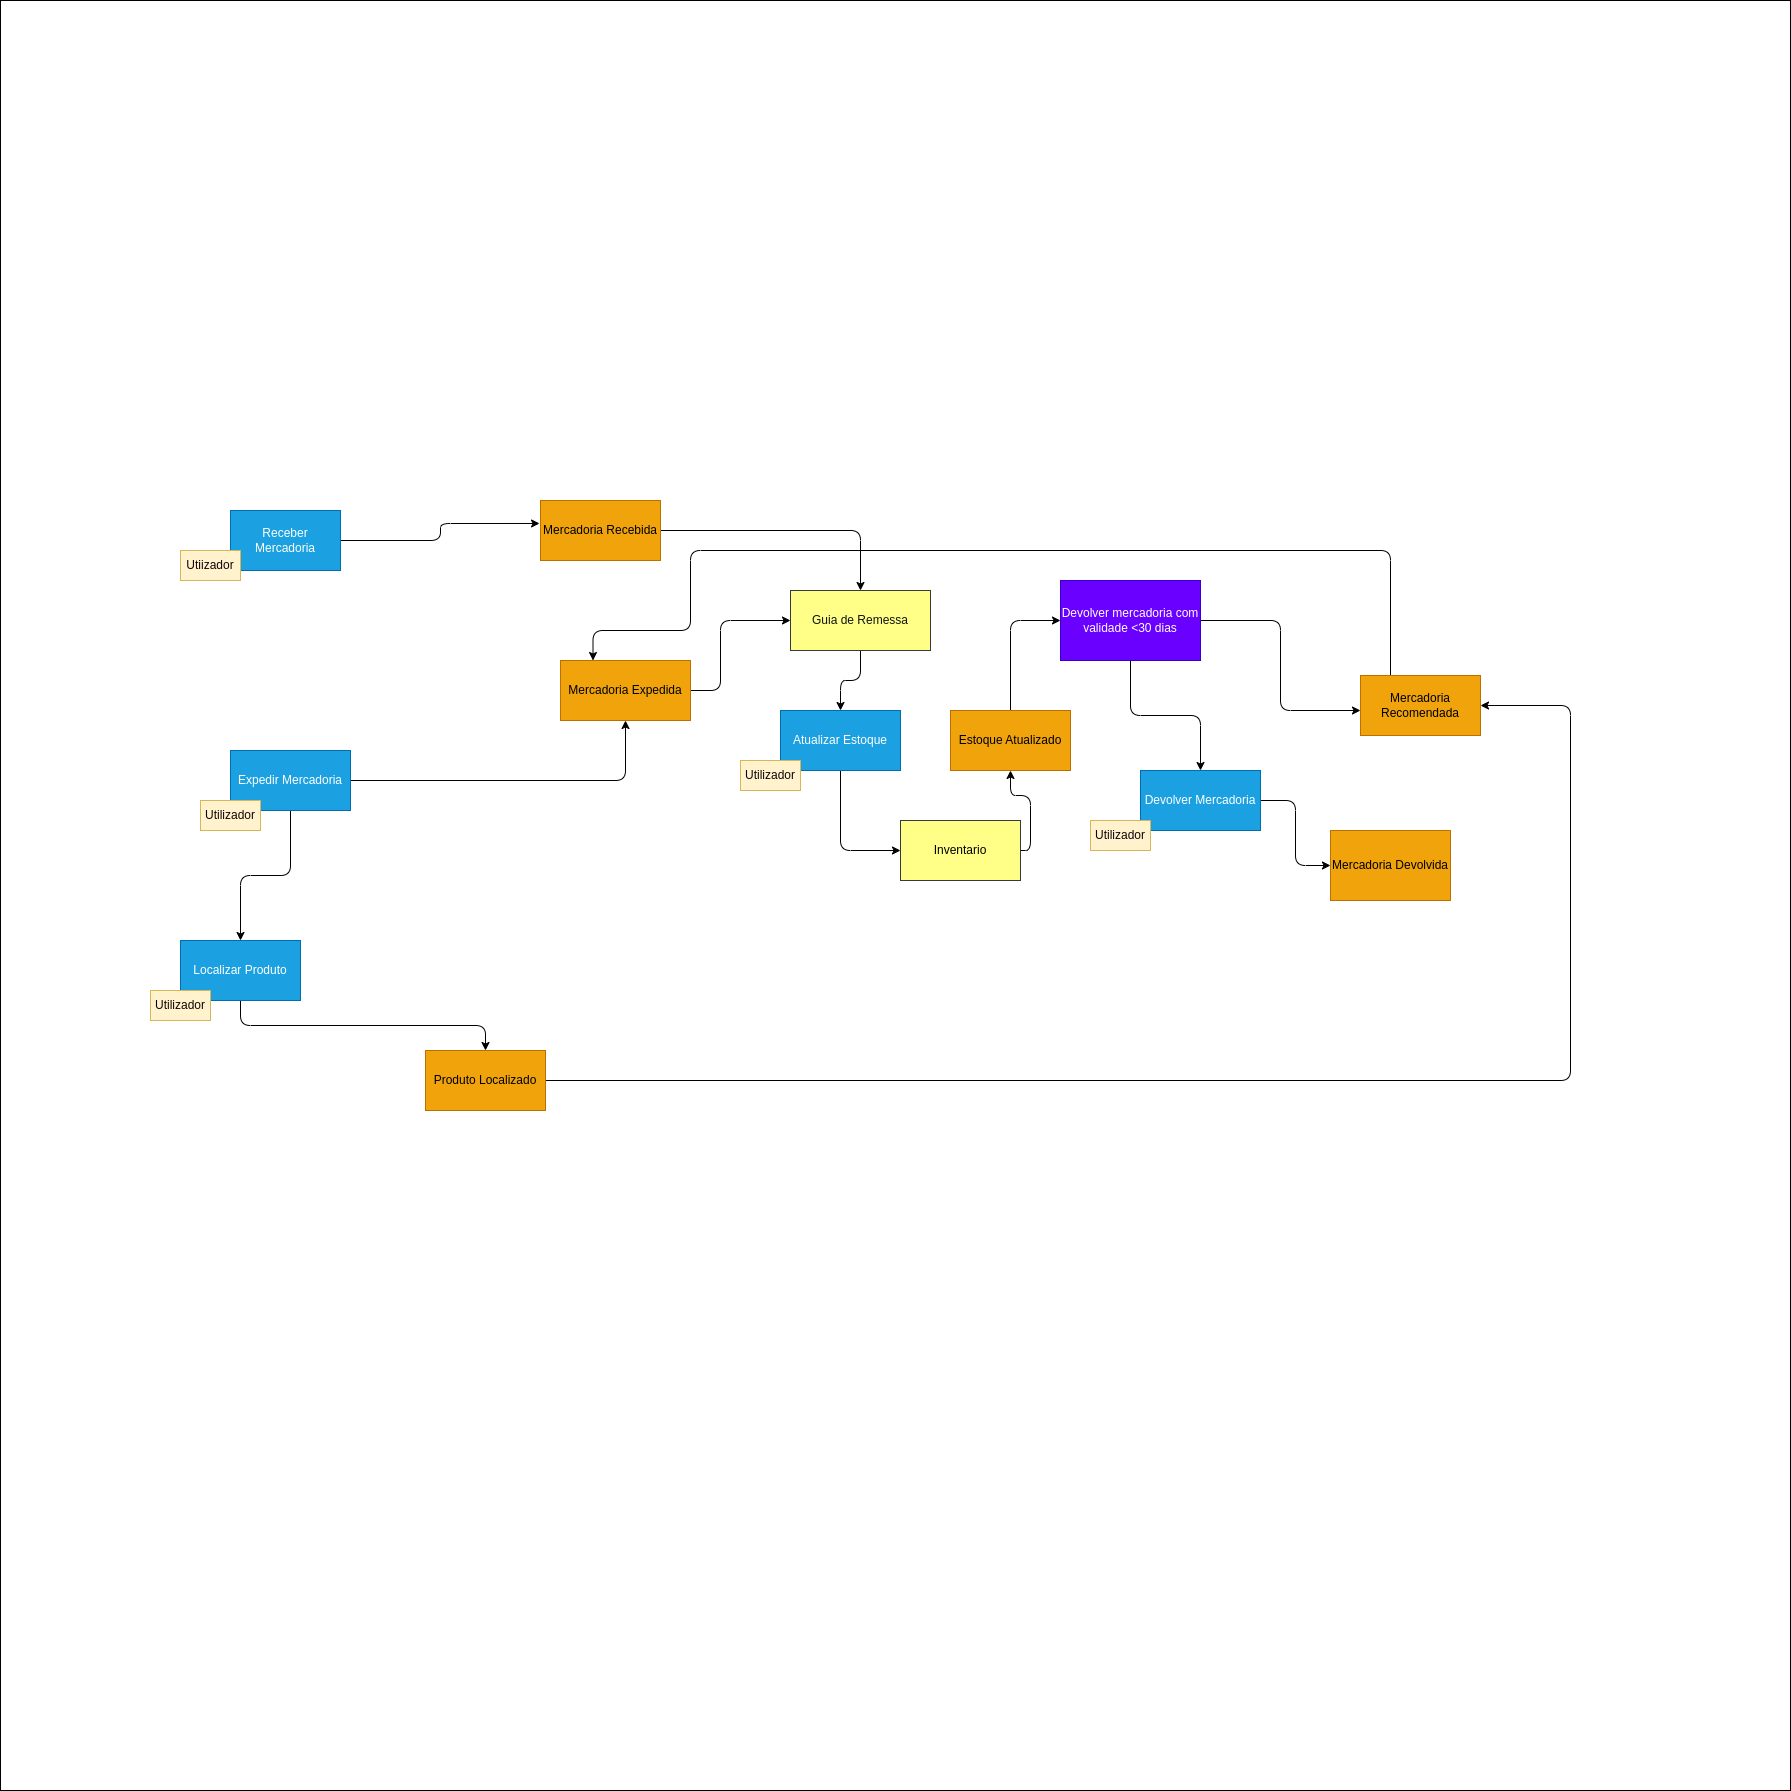 Receber
Mercadoria
Utiizador
Mercadoria Recebida
Guia de Remessa
Devolver mercadoria com
validade <30 dias
Mercadoria Expedida
Mercadoria
Recomendada
Expedir Mercadoria
Utilizador
Atualizar Estoque
Utilizador
Estoque Atualizado
Devolver Mercadoria
Utilizador
Inventario
Mercadoria Devolvida
Localizar Produto
Utilizador
Produto Localizado